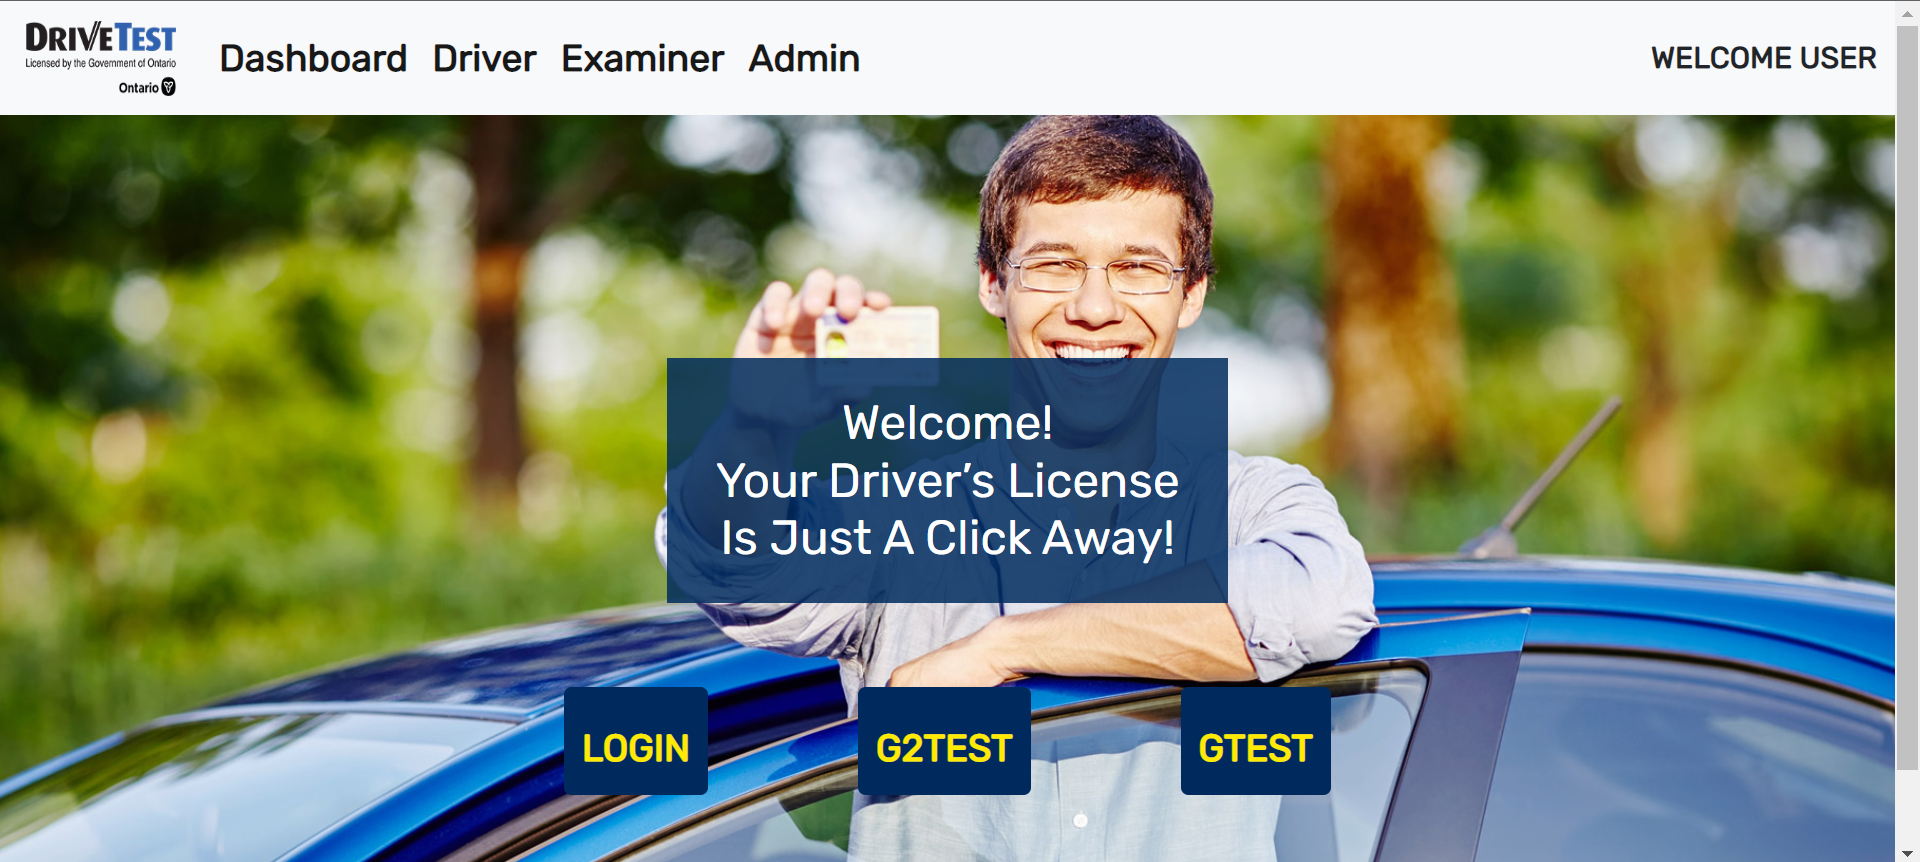 DRIVETEST
Licensed by the Government of Ontario
Ontario
Dashboard Driver Examiner Admin
WELCOME USER
Welcome!
Your Driver’s License
Is Just A Click Away!
LOGIN
G2TEST
GTEST